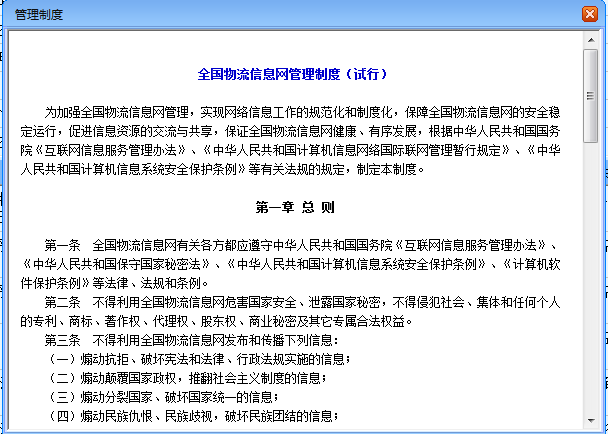 管理制度
全国物流信息网管理制度（试行）
为加强全国物流信息网管理，实现网络信息工作的规范化和制度化，保障全国物流信息网的安全稳
定运行，促进信息资源的交流与共享，保证全国物流信息网健康、有序发展，根据中华人民共和国国务
院《互联网信息服务管理办法》、《中华人民共和国计算机信息网络国际联网管理暂行规定》、《中华
人民共和国计算机信息系统安全保护条例》等有关法规的规定，制定本制度。
第一章 总 则
第一条　全国物流信息网有关各方都应遵守中华人民共和国国务院《互联网信息服务管理办法》、
《中华人民共和国保守国家秘密法》、《中华人民共和国计算机信息系统安全保护条例》、《计算机软
件保护条例》等法律、法规和条例。
第二条　不得利用全国物流信息网危害国家安全、泄露国家秘密，不得侵犯社会、集体和任何个人
的专利、商标、著作权、代理权、股东权、商业秘密及其它专属合法权益。
第三条　不得利用全国物流信息网发布和传播下列信息：
（一）煽动抗拒、破坏宪法和法律、行政法规实施的信息；
（二）煽动颠覆国家政权，推翻社会主义制度的信息；
（三）煽动分裂国家、破坏国家统一的信息；
（四）煽动民族仇恨、民族歧视，破坏民族团结的信息；